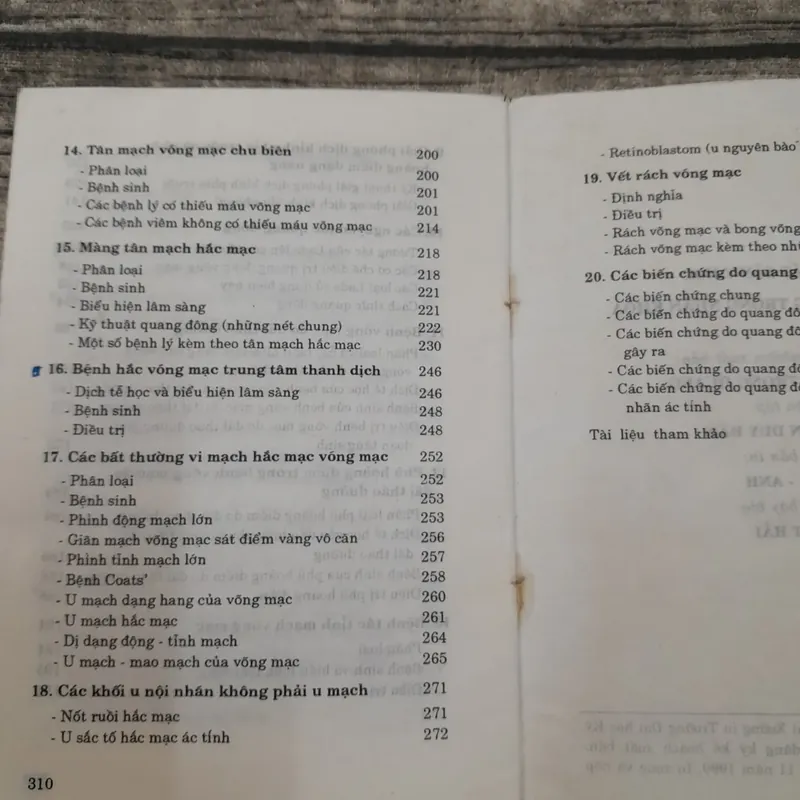 14. Tân mạch võng mạc chu biên 200
- Phân loại 200
- Bệnh sinh 201
- Các bệnh lý có thiếu máu võng mạc 201
- Các bệnh viêm không có thiếu máu võng mạc 214
15. Màng tân mạch hắc mạc 218
- Phân loại 218
- Bệnh sinh 221
- Biểu hiện lâm sàng 221
- Kỹ thuật quang đông (những nét chung) 222
- Một số bệnh lý kèm theo tân mạch hắc mạc 230
16. Bệnh hắc võng mạc trung tâm thanh dịch 246
- Dịch tễ học và biểu hiện lâm sàng 246
- Bệnh sinh 248
- Điều trị 248
17. Các bất thường vi mạch hắc mạc võng mạc 252
- Phân loại 252
- Bệnh sinh 253
- Phình động mạch lớn 253
- Giãn mạch võng mạc sát điểm vàng vô căn 256
- Phình tĩnh mạch lớn 257
- Bệnh Coats' 258
- U mạch dạng hang của võng mạc 260
- U mạch hắc mạc 261
- Dị dạng động - tĩnh mạch 264
- U mạch - mao mạch của võng mạc 265
18. Các khối u nội nhãn không phải u mạch 271
- Nốt ruồi hắc mạc 271
- U sắc tố hắc mạc ác tính 272
310
- Retinoblastom (u nguyên bào
19. Vết rách võng mạc
- Định nghĩa
- Điều trị
- Rách võng mạc và bong võng
- Rách võng mạc kèm theo
20. Các biến chứng do quang
- Các biến chứng chung
- Các biến chứng do quang
- Các biến chứng do quang
gây ra
- Các biến chứng do quang
- Các biến chứng do quang
nhãn ác tính
Tài liệu tham khảo